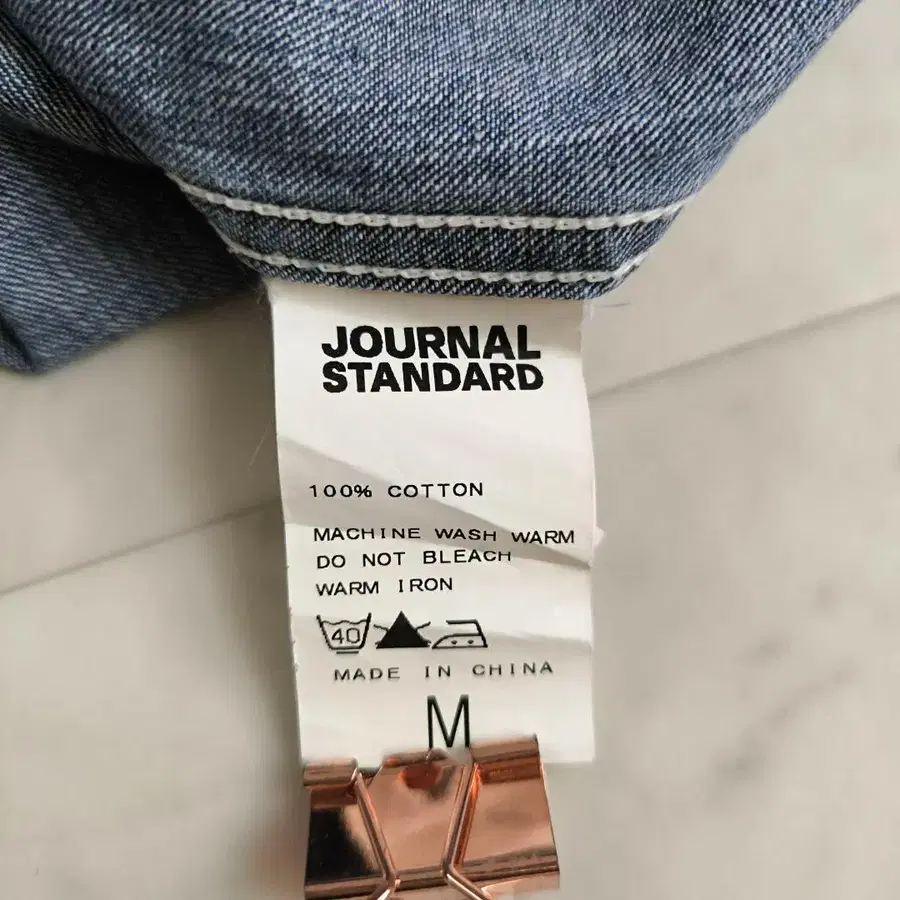 JOURNAL
STANDARD
100% COTTON
MACHINE WASH WARM
DO NOT BLEACH
WARM IRON
40
MADE IN CHINA
M